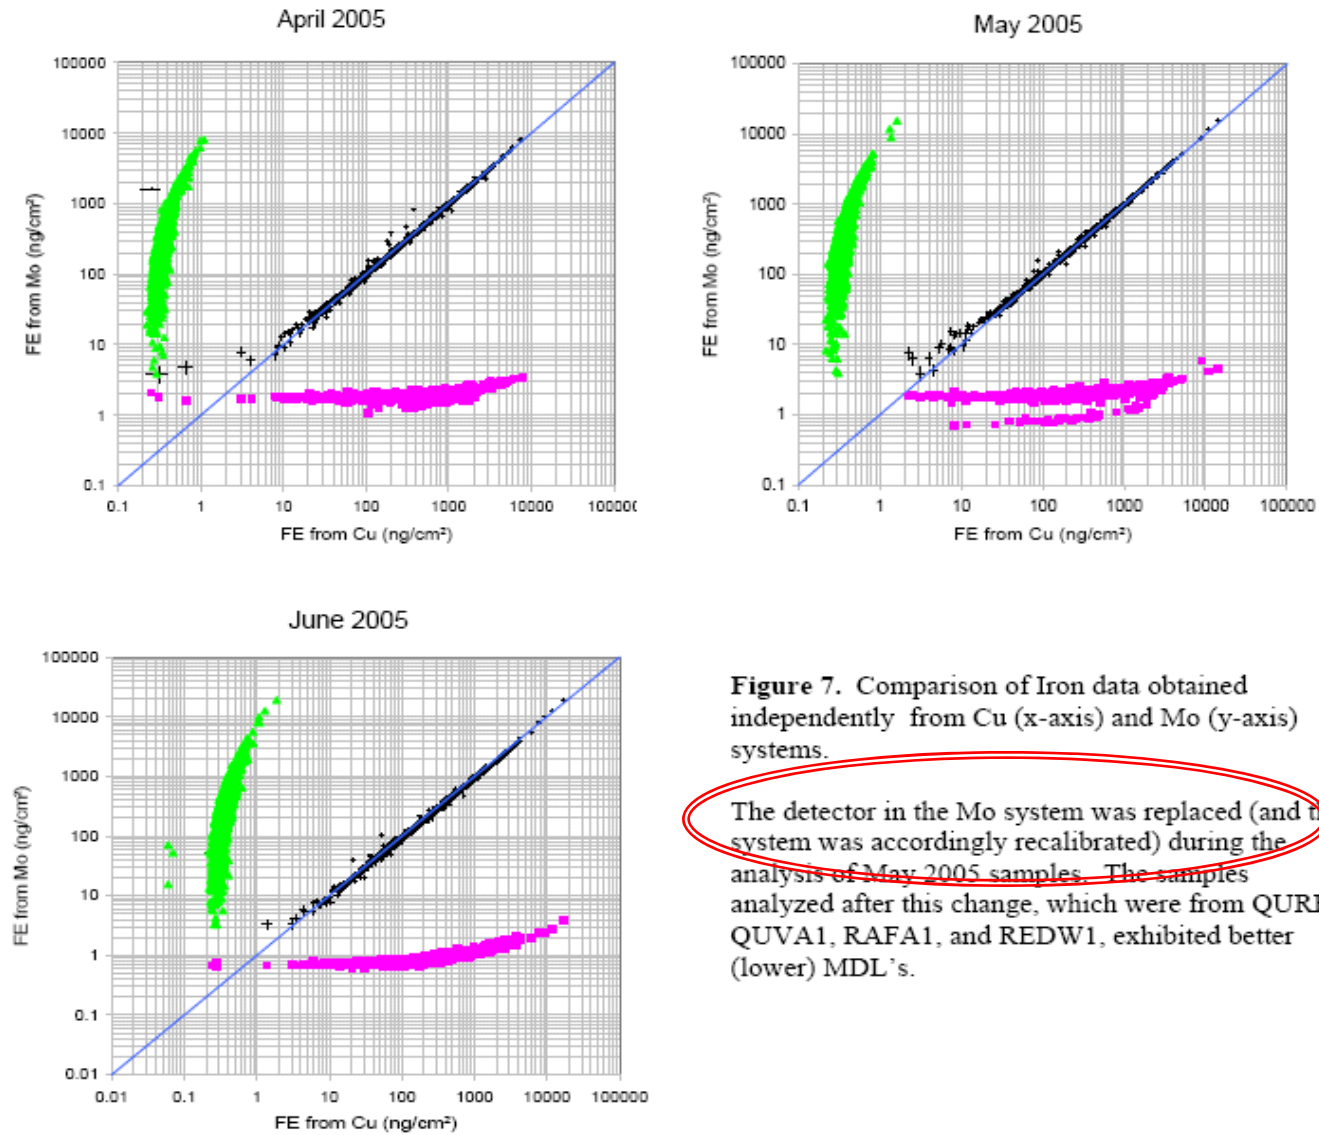 April 2005
100000
10000
1000
100
10
1
0.1
FE from Mo (ng/cm²)
0.1 1 10 100 1000 10000 100000
FE from Cu (ng/cm²)
May 2005
100000
10000
1000
100
10
1
0.1
FE from Mo (ng/cm²)
0.1 1 10 100 1000 10000 100000
FE from Cu (ng/cm²)
June 2005
100000
10000
1000
100
10
1
0.1
0.01
FE from Mo (ng/cm²)
0.01 0.1 1 10 100 1000 10000 100000
FE from Cu (ng/cm²)
Figure 7. Comparison of Iron data obtained
independently from Cu (x-axis) and Mo (y-axis)
systems.
The detector in the Mo system was replaced (and
system was accordingly recalibrated) during the
analysis of May 2005 samples. The samples
analyzed after this change, which were from
QUVA1, RAFA1, and REDW1, exhibited better
(lower) MDL's.